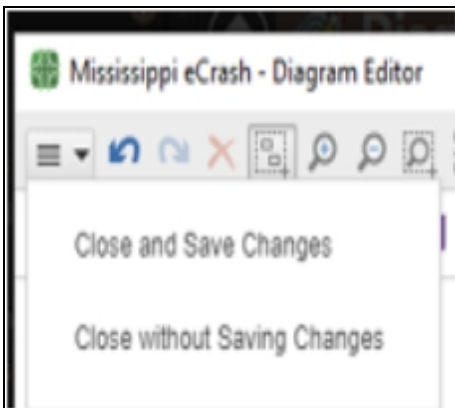 Mississippi eCrash - Diagram Editor
Close and Save Changes
Close without Saving Changes